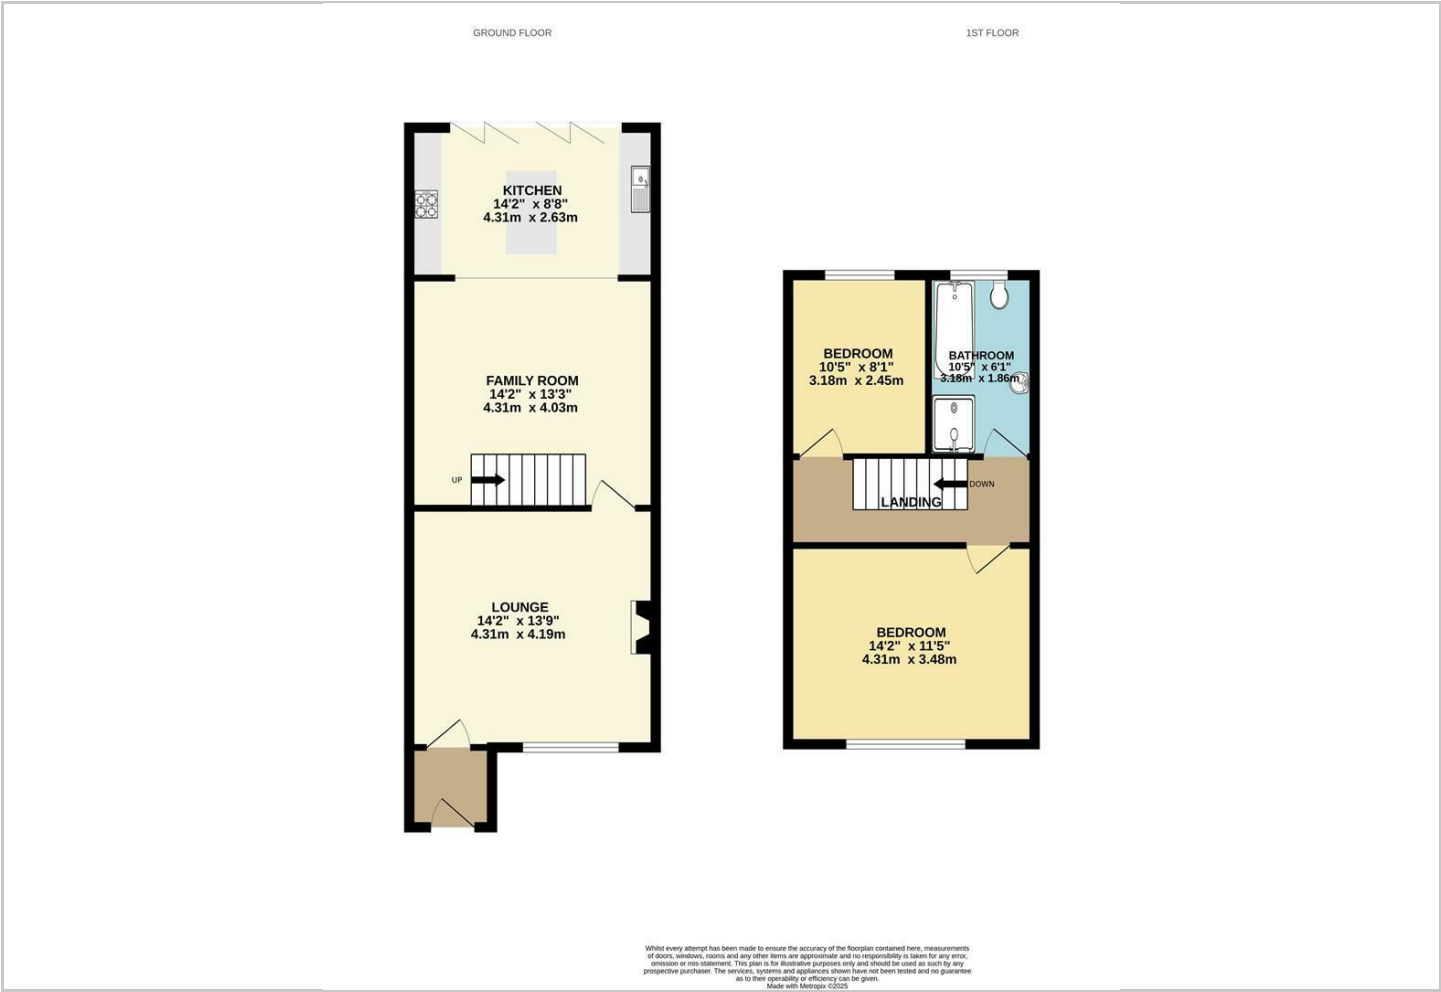 GROUND FLOOR
1ST FLOOR
KITCHEN
14'2" x 8'8"
4.31m x 2.63m
FAMILY ROOM
14'2" x 13'3"
4.31m x 4.03m
UP
LOUNGE
14'2" x 13'9"
4.31m x 4.19m
BEDROOM
10'5" x 8'1"
3.18m x 2.45m
BATHROOM
10'5" x 6'1"
3.18m x 1.86m
DOWN
LANDING
BEDROOM
14'2" x 11'5"
4.31m x 3.48m
Whilst every attempt has been made to ensure the accuracy of the floorplan contained here, measurements
of doors, windows, rooms and any other items are approximate and no responsibility is taken for any error,
omission or mis-statement. This plan is for illustrative purposes only and should be used as such by any
prospective purchaser. The services, systems and appliances shown have not been tested and no guarantee
as to their operability or efficiency can be given.
Made with Metropix ©2025